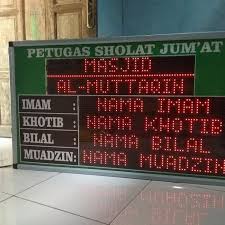 PETUGAS SHOLAT JUM'AT
MASJID
AL-MUTTAQIN
IMAM : NAMA IMAM
KHOTIB : NAMA KHOTIB
BILAL : NAMA BILAL
MUADZIN: NAMA MUADZIN